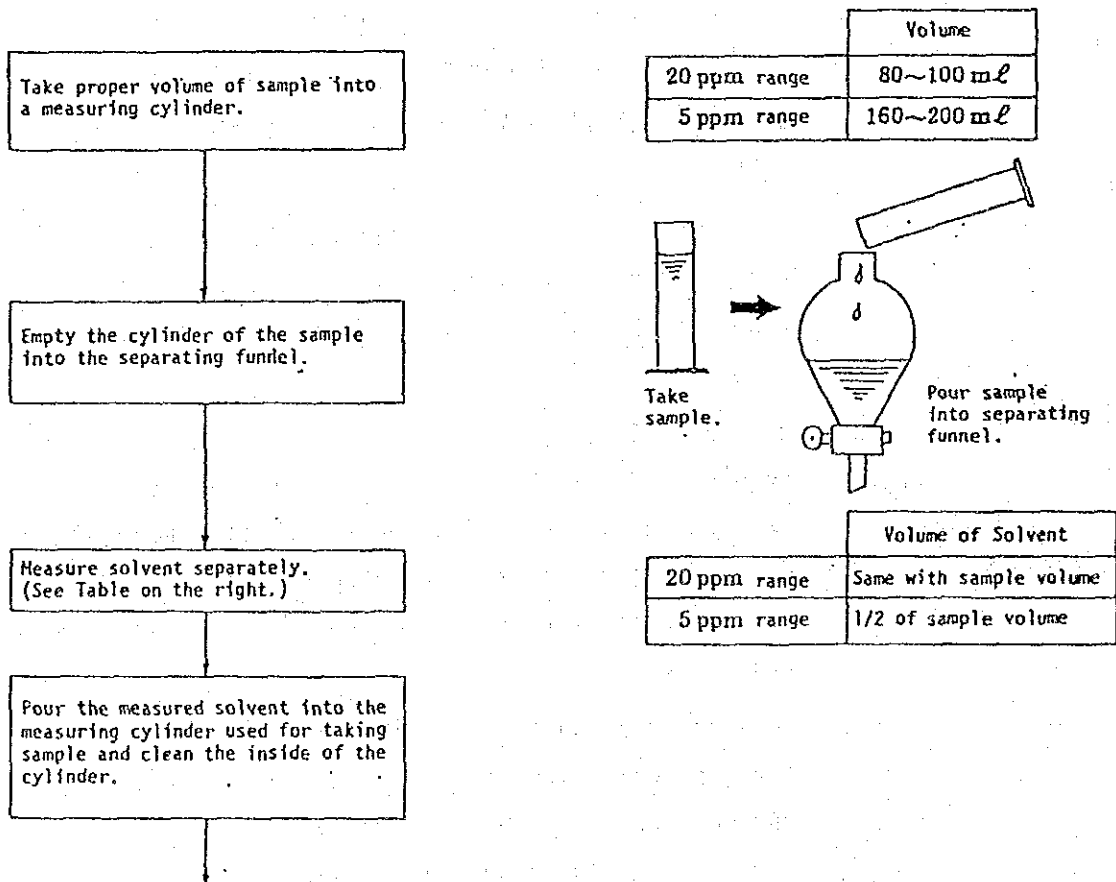 Take proper volume of sample into
a measuring cylinder.
Volume
20 ppm range 80~100 mℓ
5 ppm range 160~200 mℓ
Empty the cylinder of the sample
into the separating funnel.
Take
sample.
Pour sample
into separating
funnel.
Measure solvent separately.
(See Table on the right.)
Volume of Solvent
20 ppm range Same with sample volume
5 ppm range 1/2 of sample volume
Pour the measured solvent into the
measuring cylinder used for taking
sample and clean the inside of the
cylinder.